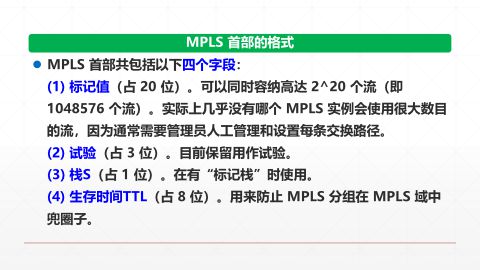 MPLS 首部的格式
MPLS 首部共包括以下四个字段：
(1) 标记值（占 20 位）。可以同时容纳高达 2^20 个流（即
1048576 个流）。实际上几乎没有哪个 MPLS 实例会使用很大数目
的流，因为通常需要管理员人工管理和设置每条交换路径。
(2) 试验（占 3 位）。目前保留用作试验。
(3) 栈S（占 1 位）。在有“标记栈”时使用。
(4) 生存时间TTL（占 8 位）。用来防止 MPLS 分组在 MPLS 域中
兜圈子。